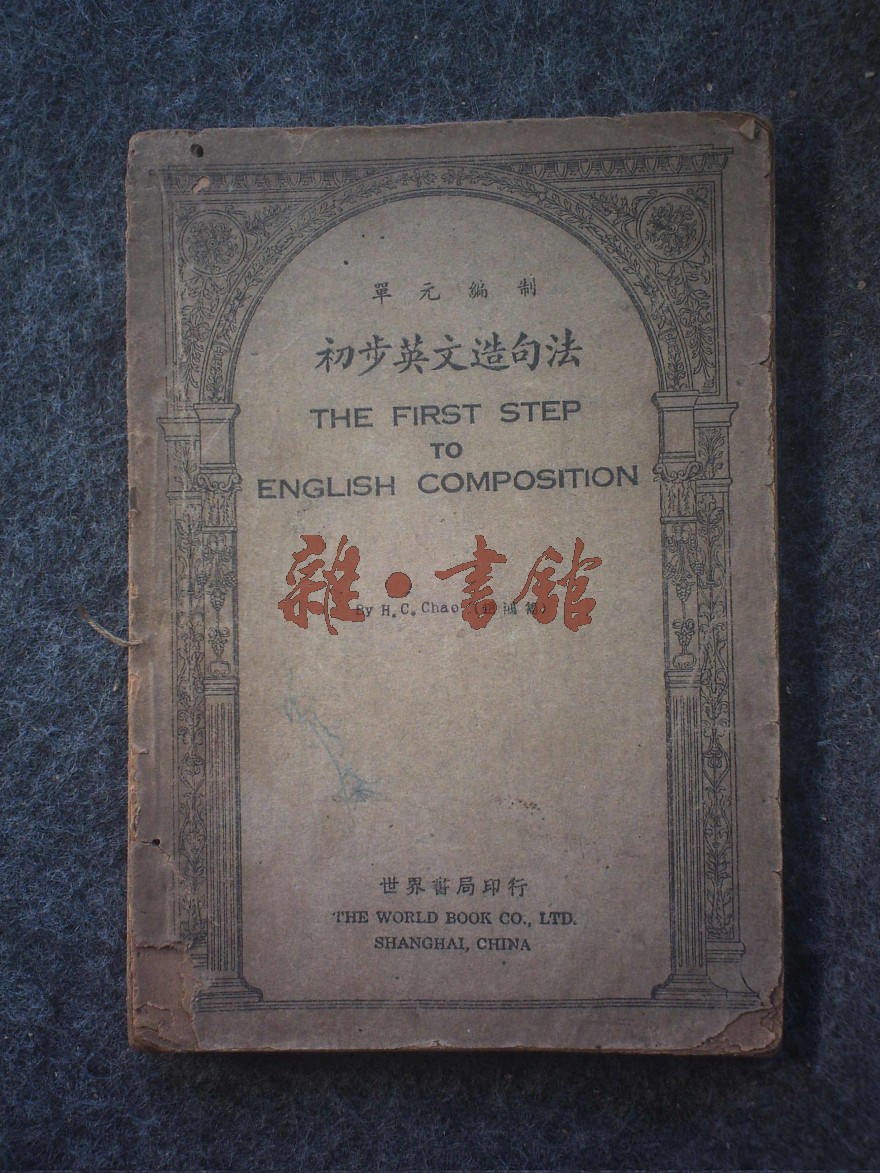 單元編制
初步英文造句法
THE FIRST STEP
TO
ENGLISH COMPOSITION
雜·書館
By H.C. Chao
世界書局印行
THE WORLD BOOK CO., LTD.
SHANGHAI, CHINA